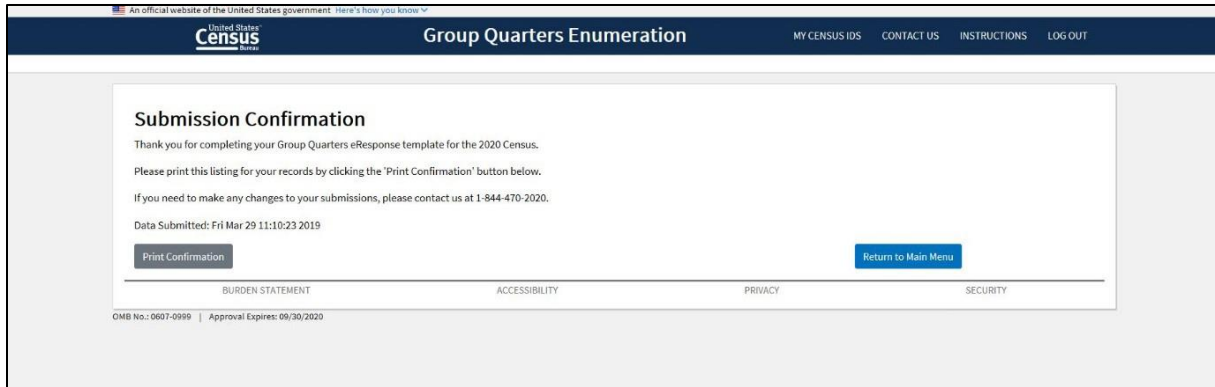 An official website of the United States government Here's how you know
United States®
Census
Bureau
Group Quarters Enumeration
MY CENSUS IDS CONTACT US INSTRUCTIONS LOG OUT
Submission Confirmation
Thank you for completing your Group Quarters eResponse template for the 2020 Census.
Please print this listing for your records by clicking the 'Print Confirmation' button below.
If you need to make any changes to your submissions, please contact us at 1-844-470-2020.
Data Submitted: Fri Mar 29 11:10:23 2019
Print Confirmation Return to Main Menu
BURDEN STATEMENT ACCESSIBILITY PRIVACY SECURITY
OMB No.: 0607-0999 | Approval Expires: 09/30/2020